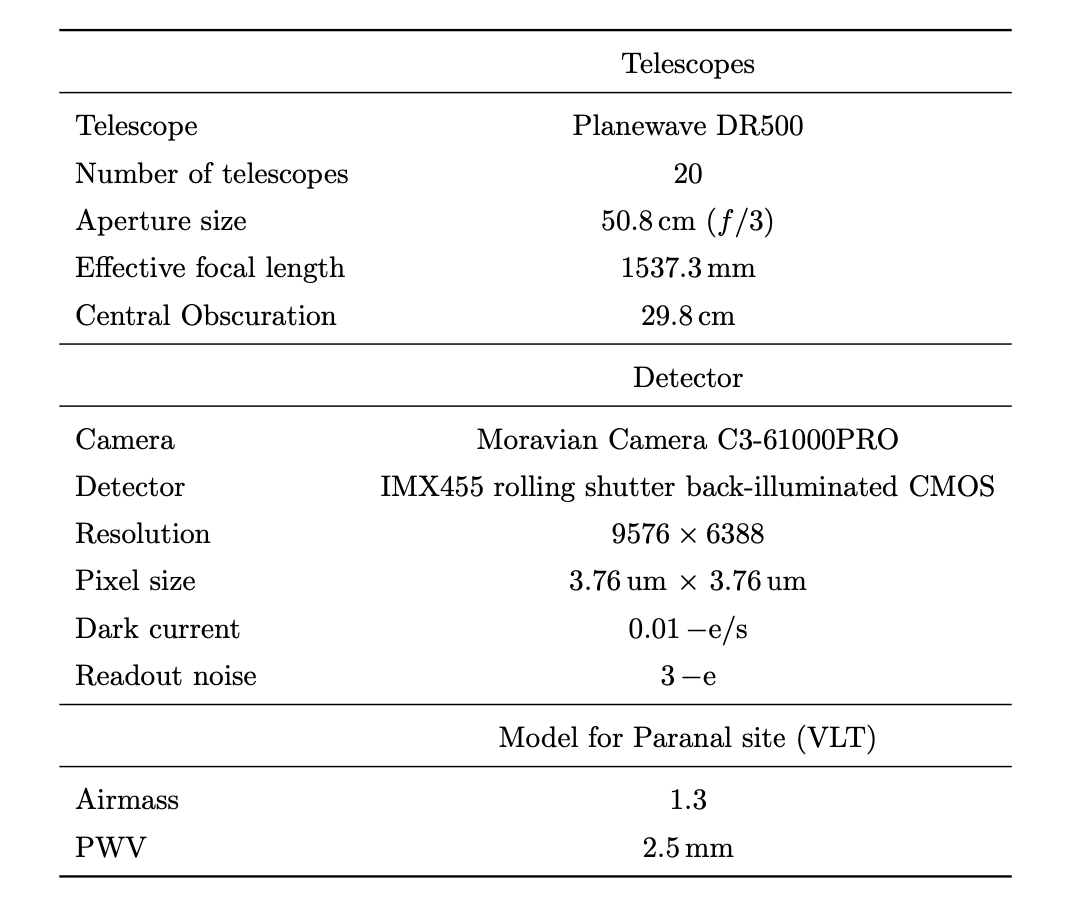 Telescopes
Telescope Planewave DR500
Number of telescopes 20
Aperture size 50.8 cm (f/3)
Effective focal length 1537.3 mm
Central Obscuration 29.8 cm
Detector
Camera Moravian Camera C3-61000PRO
Detector IMX455 rolling shutter back-illuminated CMOS
Resolution 9576 × 6388
Pixel size 3.76 um × 3.76 um
Dark current 0.01 −e/s
Readout noise 3 −e
Model for Paranal site (VLT)
Airmass 1.3
PWV 2.5 mm